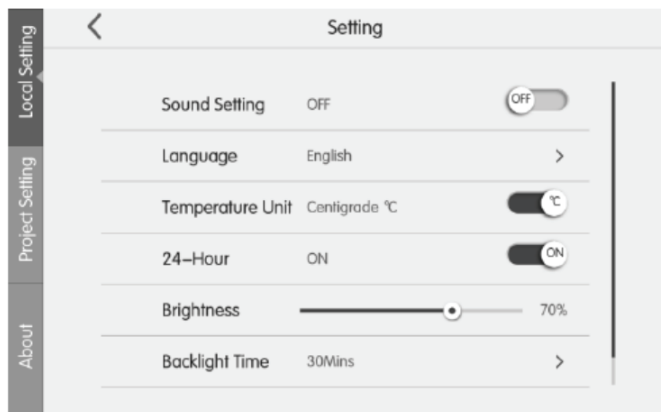 Setting
Local Setting
Project Setting
About
Sound Setting OFF OFF
Language English
Temperature Unit Centigrade ℃ ℃
24-Hour ON ON
Brightness 70%
Backlight Time 30Mins